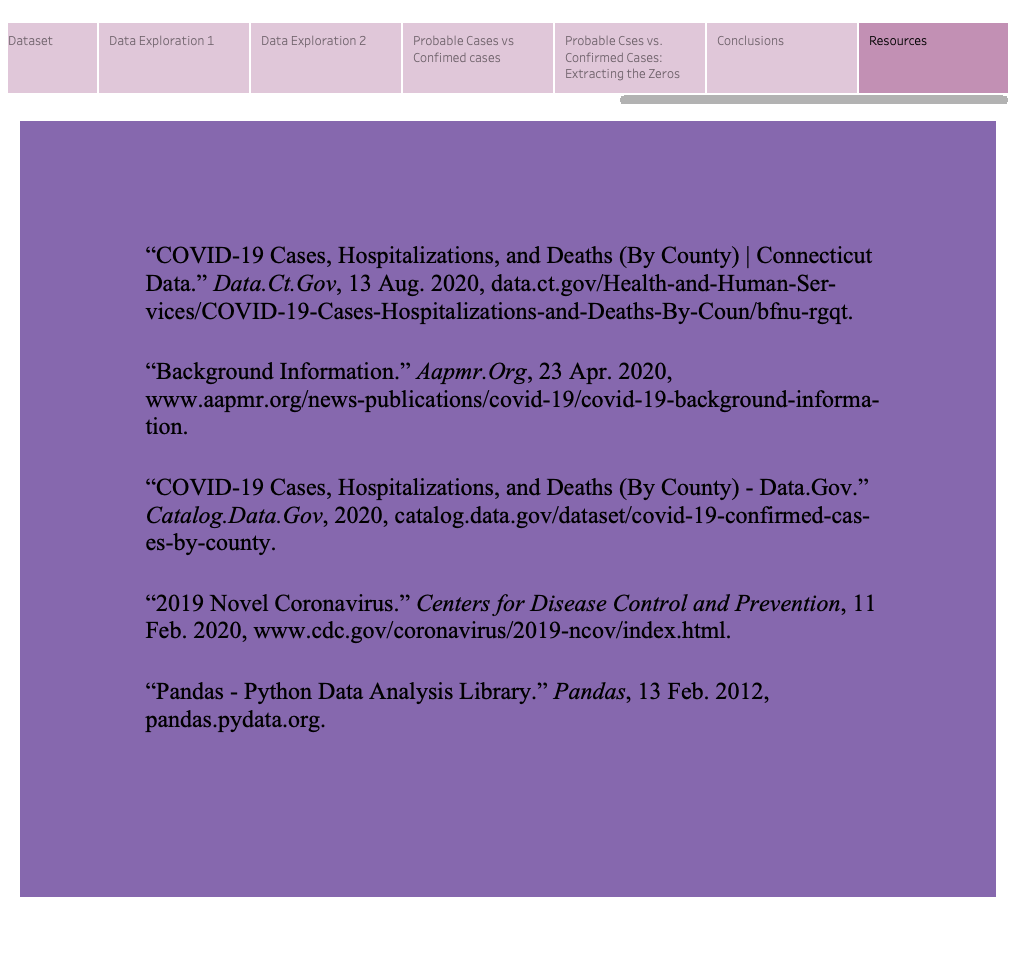 Dataset
Data Exploration 1
Data Exploration 2
Probable Cases vs
Confimed cases
Probable Cses vs.
Confirmed Cases:
Extracting the Zeros
Conclusions
Resources
“COVID-19 Cases, Hospitalizations, and Deaths (By County) | Connecticut
Data.” Data.Ct.Gov, 13 Aug. 2020, data.ct.gov/Health-and-Human-Ser-
vices/COVID-19-Cases-Hospitalizations-and-Deaths-By-Coun/bfnu-rgqt.
“Background Information.” Aapmr.Org, 23 Apr. 2020,
www.aapmr.org/news-publications/covid-19/covid-19-background-informa-
tion.
“COVID-19 Cases, Hospitalizations, and Deaths (By County) - Data.Gov.”
Catalog.Data.Gov, 2020, catalog.data.gov/dataset/covid-19-confirmed-cas-
es-by-county.
“2019 Novel Coronavirus.” Centers for Disease Control and Prevention, 11
Feb. 2020, www.cdc.gov/coronavirus/2019-ncov/index.html.
“Pandas - Python Data Analysis Library.” Pandas, 13 Feb. 2012,
pandas.pydata.org.